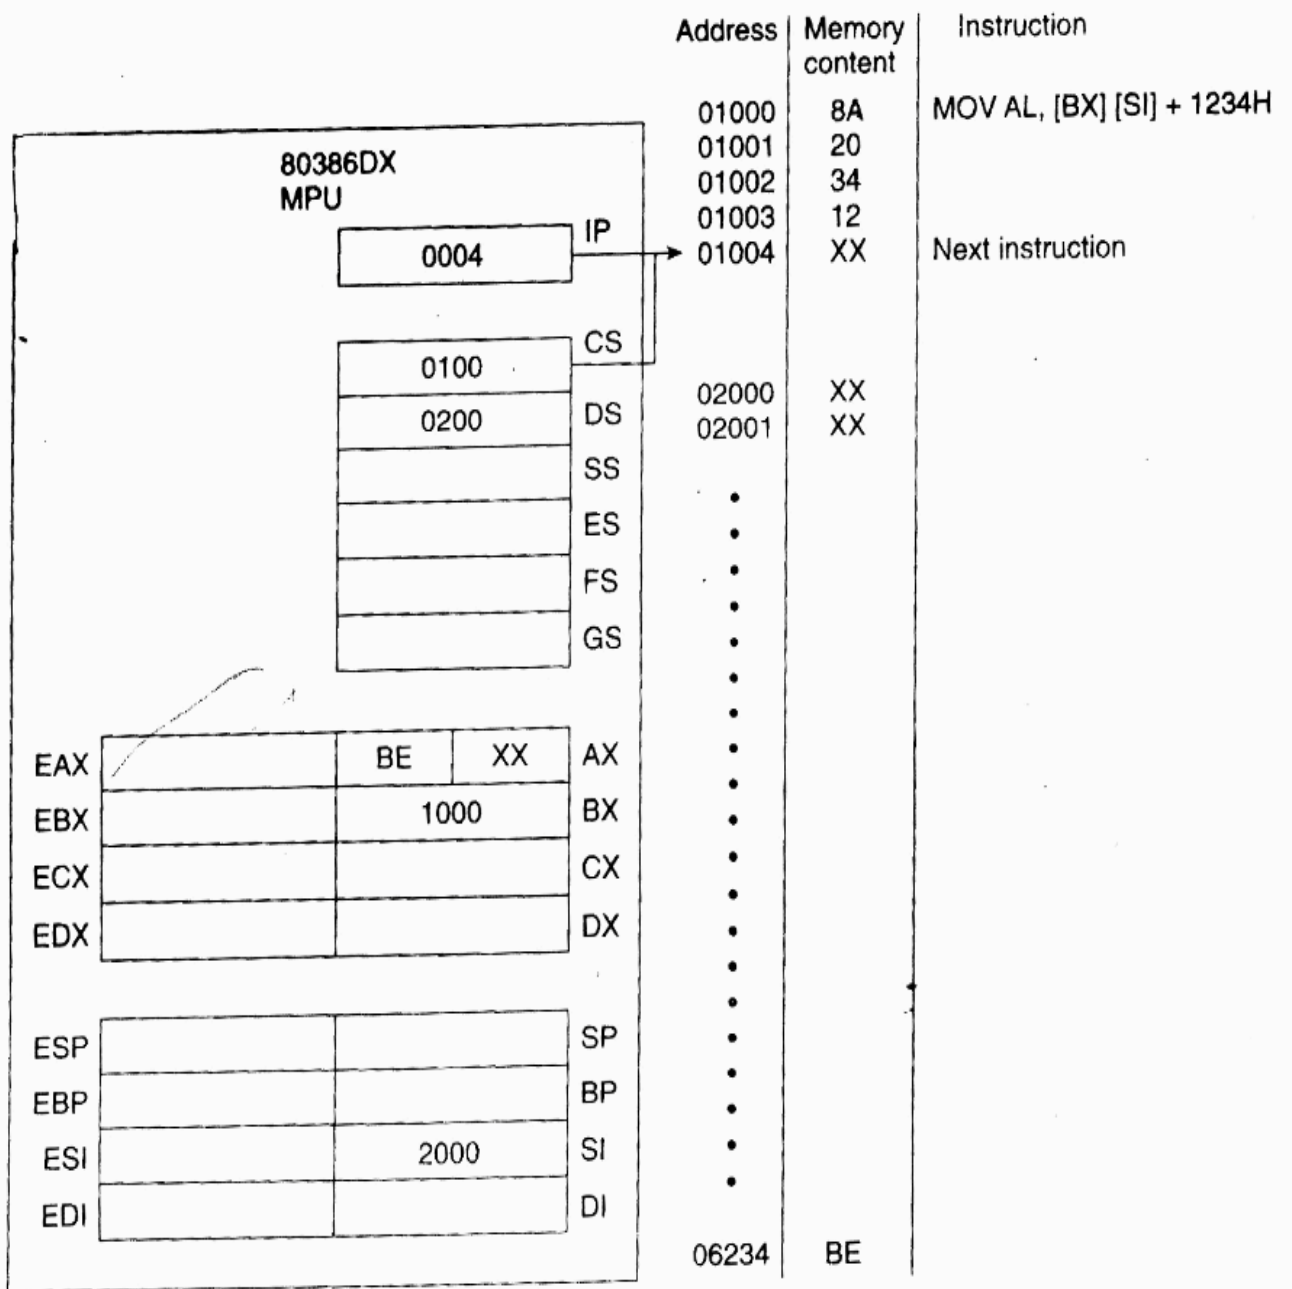 Address Memory content Instruction
01000 8A MOV AL, [BX] [SI] + 1234H
01001 20
01002 34
01003 12
01004 XX Next instruction
02000 XX
02001 XX
06234 BE
80386DX
MPU
0004 IP
0100 CS
0200 DS
SS
ES
FS
GS
EAX BE XX AX
EBX 1000 BX
ECX CX
EDX DX
ESP SP
EBP BP
ESI 2000 SI
EDI DI